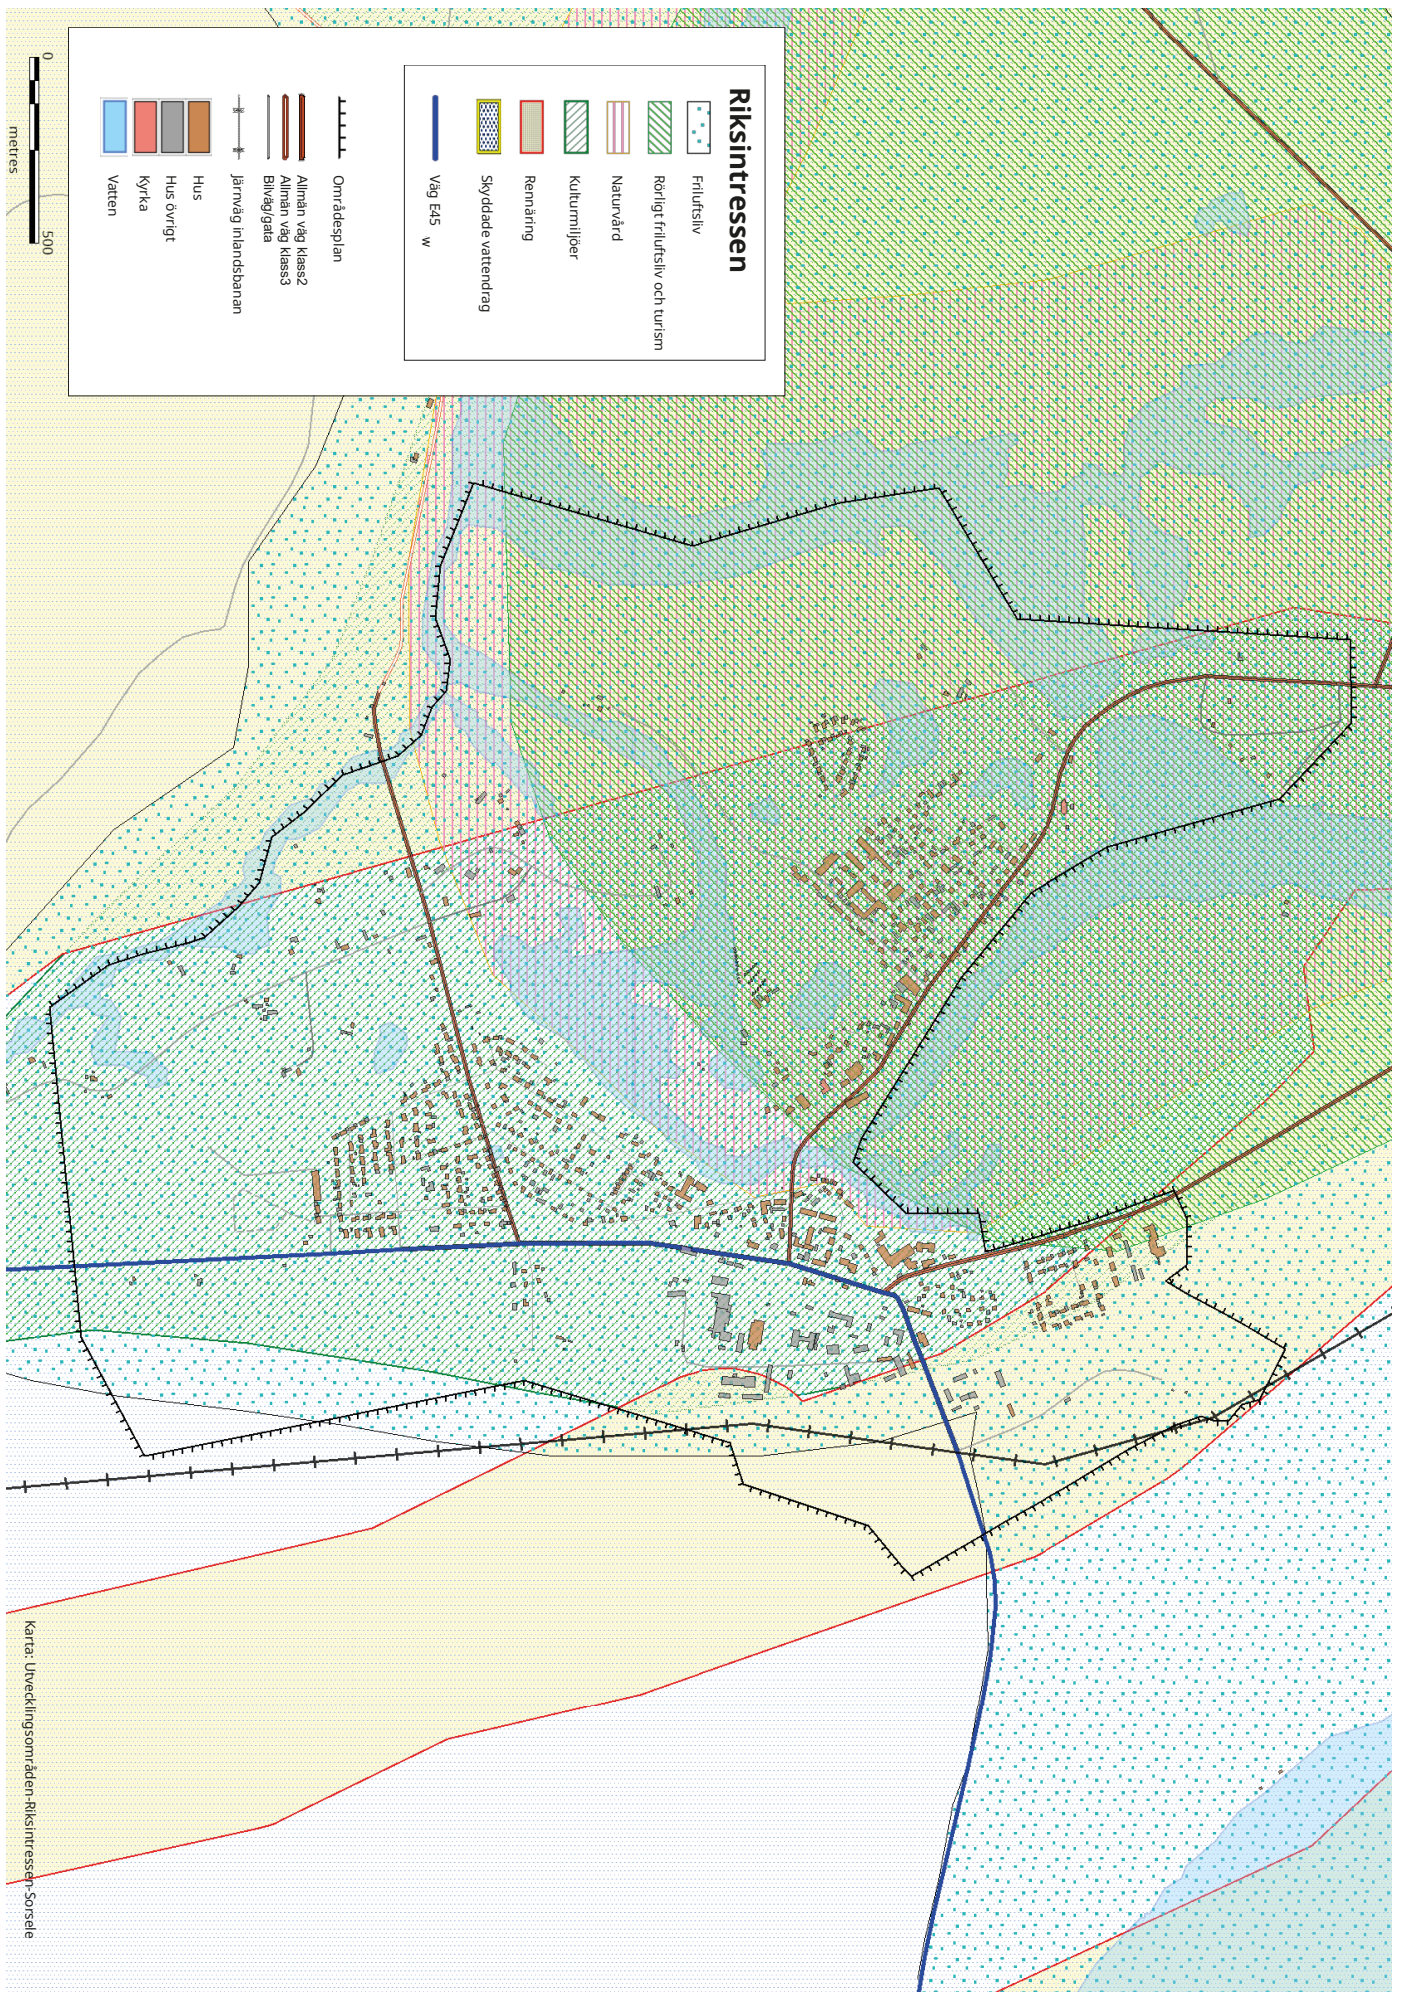 Riksintressen
Friluftsliv
Rörligt friluftsliv och turism
Naturvård
Kulturmiljöer
Rennäring
Skyddade vattendrag
Väg E45
w
Områdesplan
Allmän väg klass2
Allmän väg klass3
Bilväg/gata
Järnväg inlandsbanan
Hus
Hus övrigt
Kyrka
Vatten
0
500
metres
Karta: Utvecklingsområden-Riksintressen-Sorsele